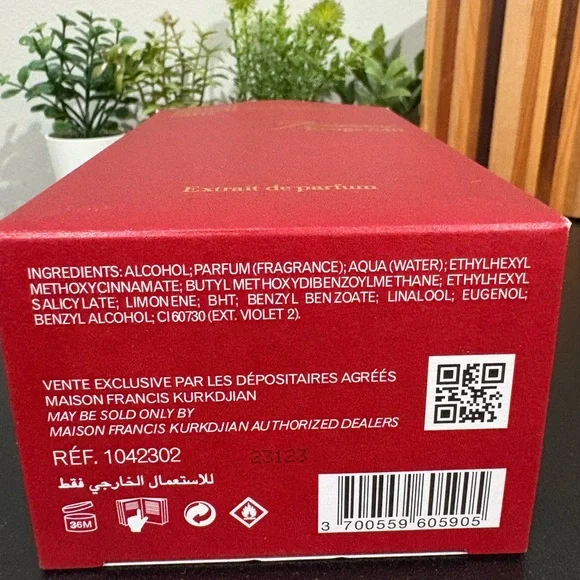 Rouge 540
Extrait de parfum
INGREDIENTS: ALCOHOL; PARFUM (FRAGRANCE); AQUA (WATER); ETHYLHEXYL
METHOXYCINNAMATE; BUTYL METHOXYDIBENZOYLMETHANE; ETHYLHEXYL
SALICYLATE; LIMONENE; BHT; BENZYL BENZOATE; LINALOOL; EUGENOL;
BENZYL ALCOHOL; CI 60730 (EXT. VIOLET 2).
VENTE EXCLUSIVE PAR LES DÉPOSITAIRES AGRÉÉS
MAISON FRANCIS KURKDJIAN
MAY BE SOLD ONLY BY
MAISON FRANCIS KURKDJIAN AUTHORIZED DEALERS
RÉF. 1042302
23123
للاستعمال الخارجي فقط
36M
3 700559 605905